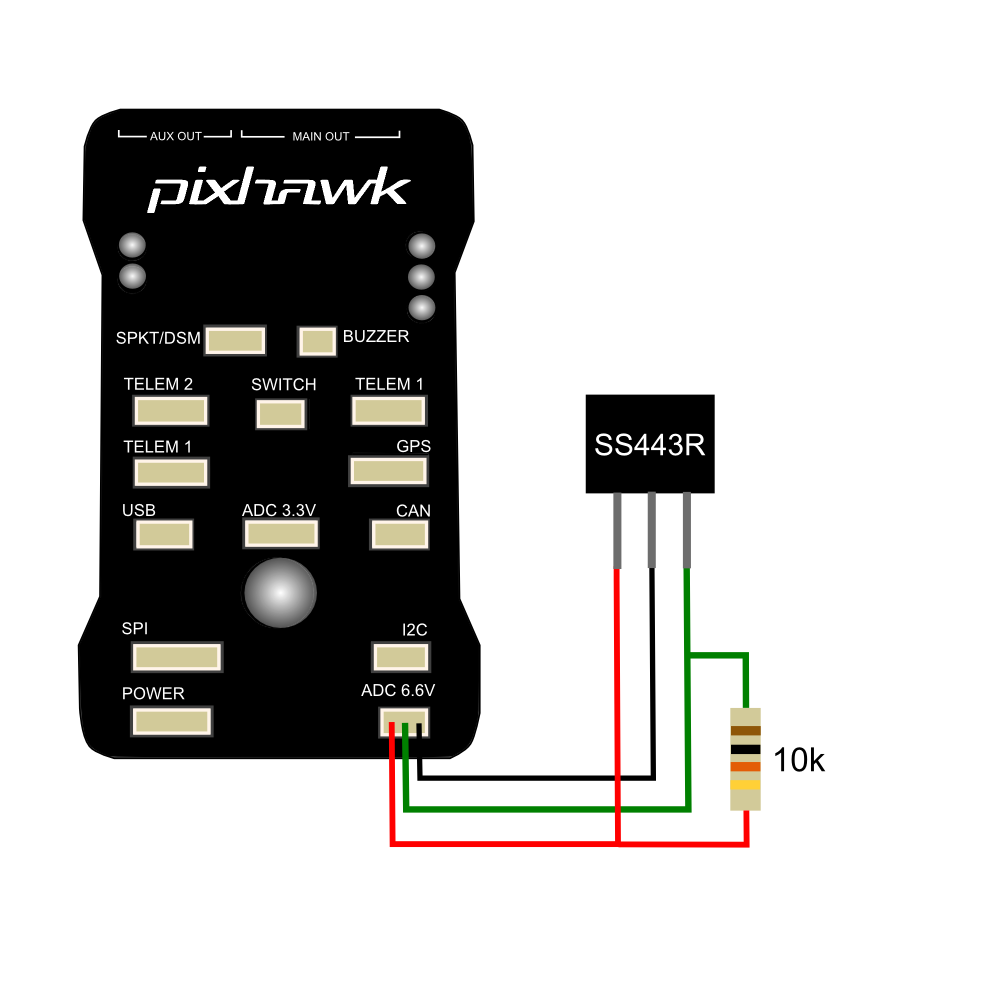 AUX OUT
MAIN OUT
pixhawk
SPKT/DSM
BUZZER
TELEM 2
SWITCH
TELEM 1
TELEM 1
GPS
USB
ADC 3.3V
CAN
SPI
I2C
POWER
ADC 6.6V
SS443R
10k